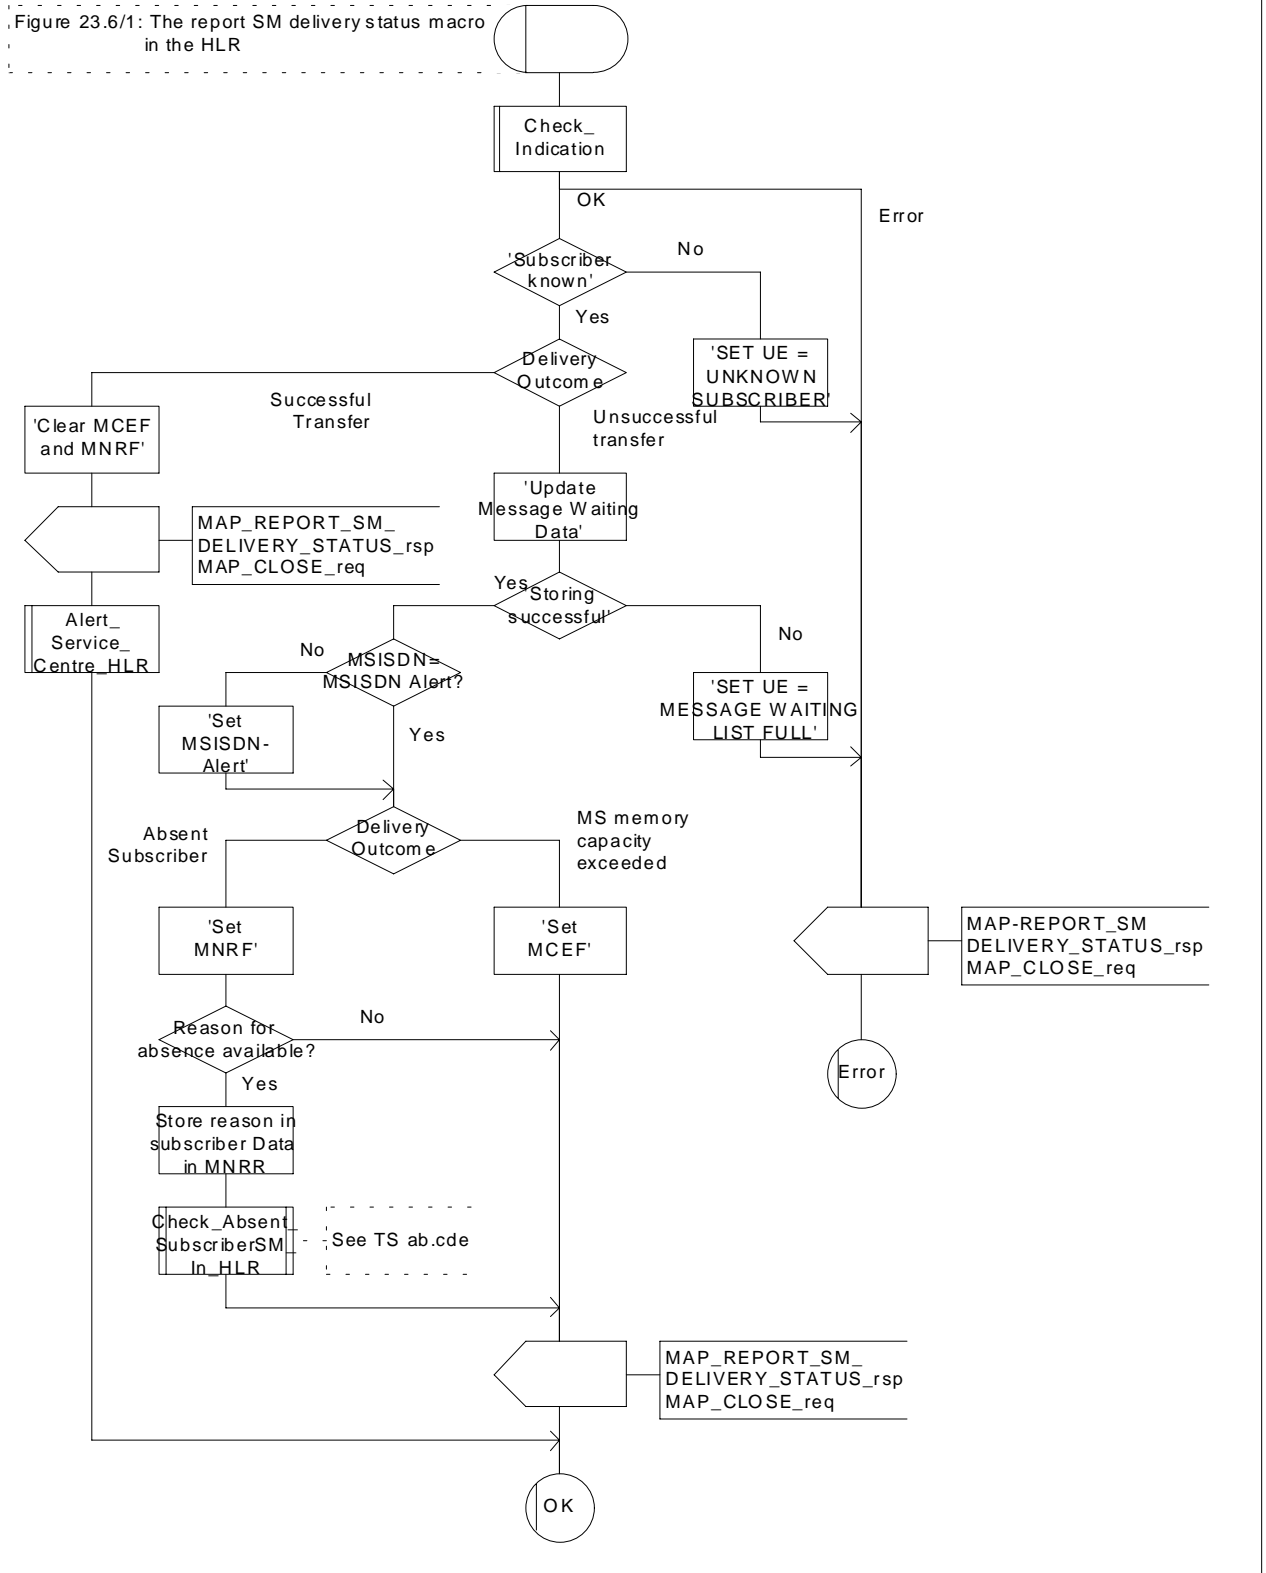 Figure 23.6/1: The report SM delivery status macro
in the HLR
Check_
Indication
OK
Error
'Subscriber
known'
No
Yes
Delivery
Outcome
'SET UE =
UNKNOWN
SUBSCRIBER'
Successful
Transfer
Unsuccessful
transfer
'Clear MCEF
and MNRF'
'Update
Message Waiting
Data'
MAP_REPORT_SM_
DELIVERY_STATUS_rsp
MAP_CLOSE_req
Yes
Storing
successful'
No
Alert_
Service_
Centre_HLR
No
MSISDN=
MSISDN Alert?
'SET UE =
MESSAGE WAITING
LIST FULL'
'Set
MSISDN-
Alert'
Yes
Absent
Subscriber
Delivery
Outcome
MS memory
capacity
exceeded
'Set
MNRF'
'Set
MCEF'
MAP-REPORT_SM
DELIVERY_STATUS_rsp
MAP_CLOSE_req
Reason for
absence available?
No
Yes
Error
Store reason in
subscriber Data
in MNRR
Check_Absent_
SubscriberSM_
In_HLR
See TS ab.cde
MAP_REPORT_SM_
DELIVERY_STATUS_rsp
MAP_CLOSE_req
OK